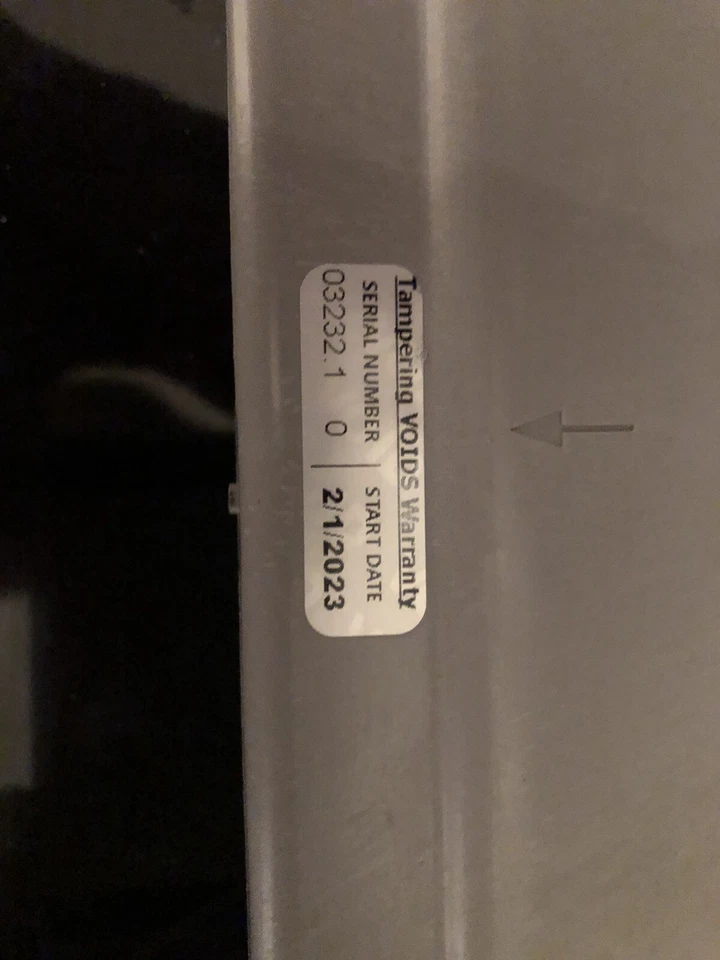 Tampering VOIDS Warranty
SERIAL NUMBER | START DATE
03232.1 0 | 2/1/2023